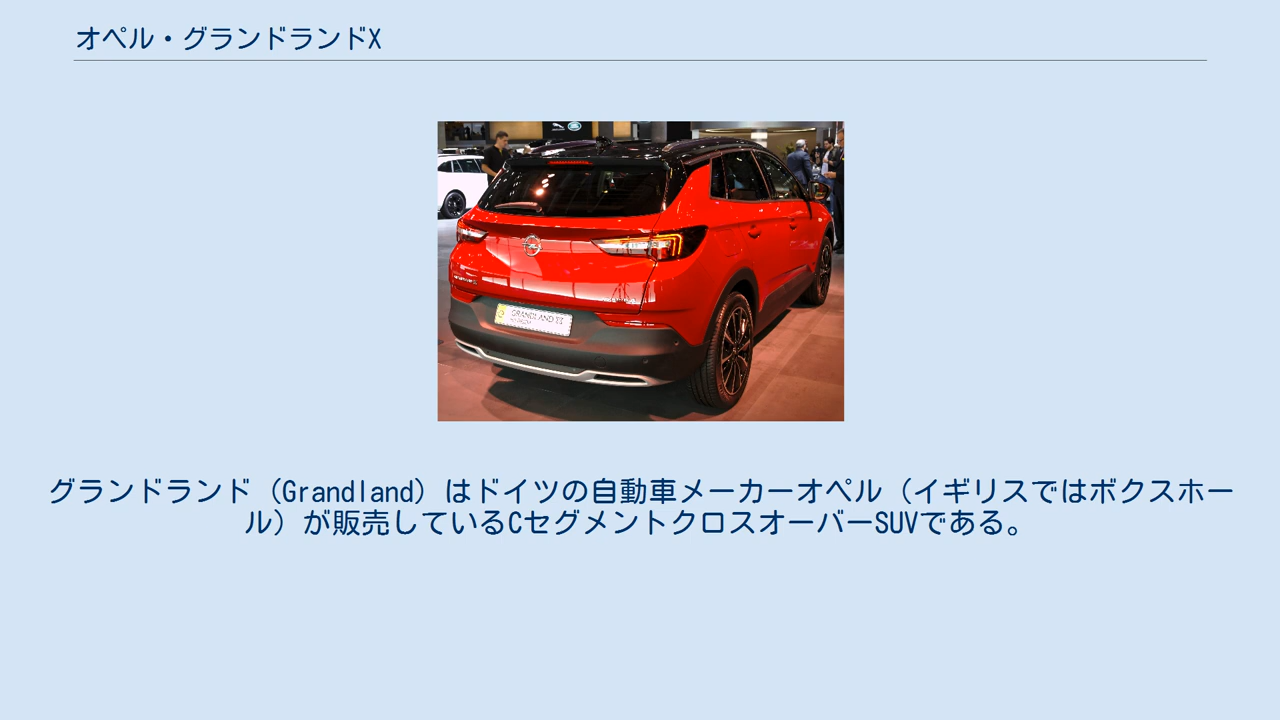 オペル・グランドランドX
GRANDLAND X
グランドランド（Grandland）はドイツの自動車メーカーオペル（イギリスではボクスホー
ル）が販売しているCセグメントクロスオーバーSUVである。